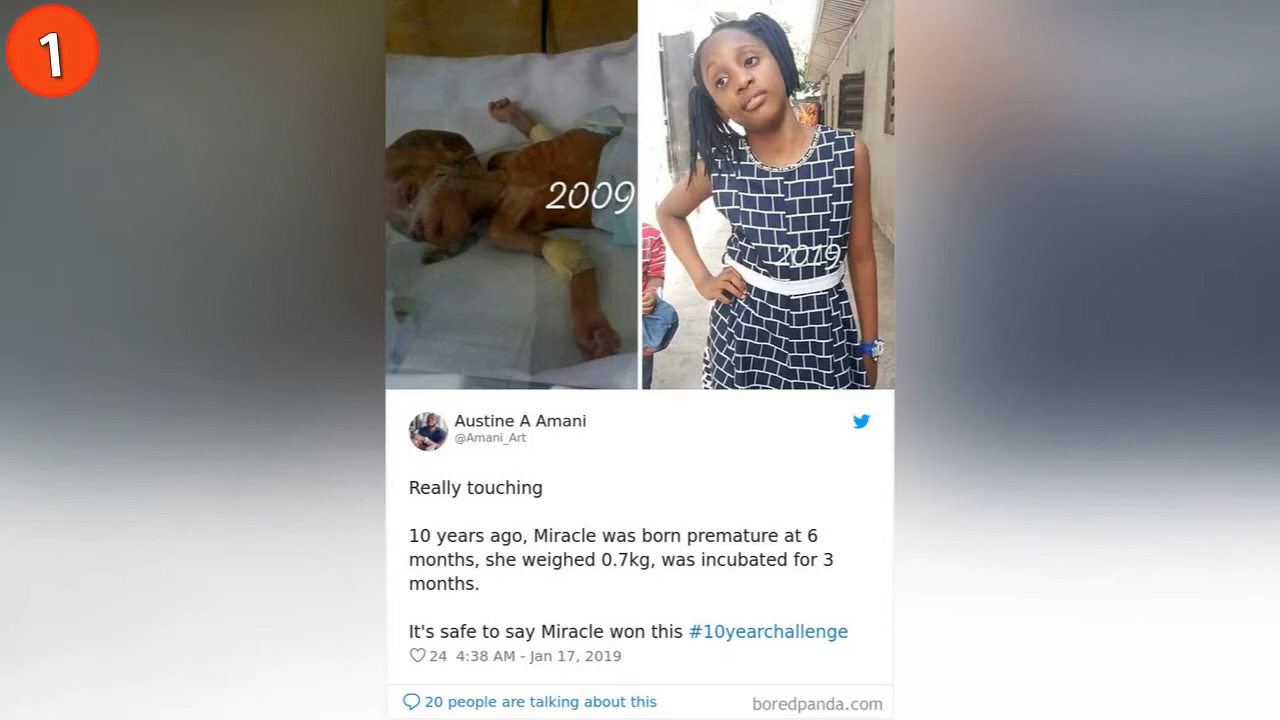 1
2009
2019
Austine A Amani
@Amani_Art
Really touching
10 years ago, Miracle was born premature at 6
months, she weighed 0.7kg, was incubated for 3
months.
It's safe to say Miracle won this #10yearchallenge
24 4:38 AM - Jan 17, 2019
20 people are talking about this
boredpanda.com